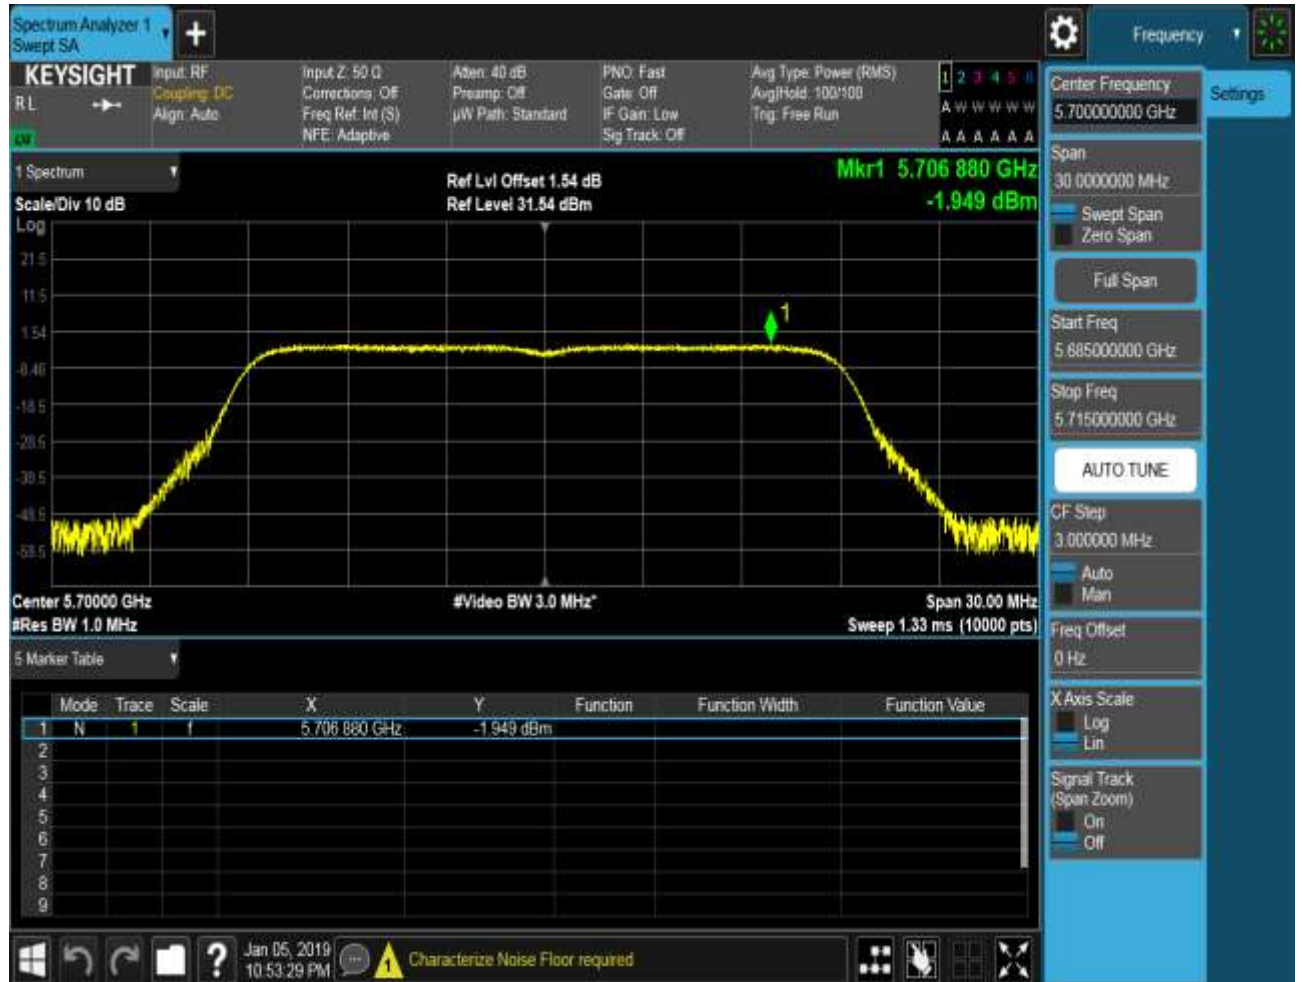 Spectrum Analyzer 1
Swept SA
+
Frequency
KEYSIGHT
RL
Input: RF
Coupling: DC
Align: Auto
Input Z: 50 Ω
Corrections: Off
Freq Ref: Int (S)
NFE: Adaptive
Atten: 40 dB
Preamp: Off
µW Path: Standard
PNO: Fast
Gate: Off
IF Gain: Low
Sig Track: Off
Avg Type: Power (RMS)
Avg|Hold: 100/100
Trig: Free Run
1 2 3 4 5 6
A W W W W W
A A A A A A
1 Spectrum
Scale/Div 10 dB
Ref Lvl Offset 1.54 dB
Ref Level 31.54 dBm
Mkr1 5.706 880 GHz
-1.949 dBm
Log
21.5
11.5
1.54
-8.46
-18.5
-28.5
-38.5
-48.5
-58.5
1
Center 5.70000 GHz
#Res BW 1.0 MHz
#Video BW 3.0 MHz*
Span 30.00 MHz
Sweep 1.33 ms (10000 pts)
5 Marker Table
Mode Trace Scale X Y Function Function Width Function Value
1 N 1 f 5.706 880 GHz -1.949 dBm
2
3
4
5
6
7
8
9
Center Frequency
5.700000000 GHz
Settings
Span
30.0000000 MHz
Swept Span
Zero Span
Full Span
Start Freq
5.685000000 GHz
Stop Freq
5.715000000 GHz
AUTO TUNE
CF Step
3.000000 MHz
Auto
Man
Freq Offset
0 Hz
X Axis Scale
Log
Lin
Signal Track
(Span Zoom)
On
Off
?
Jan 05, 2019
10:53:29 PM
1
Characterize Noise Floor required